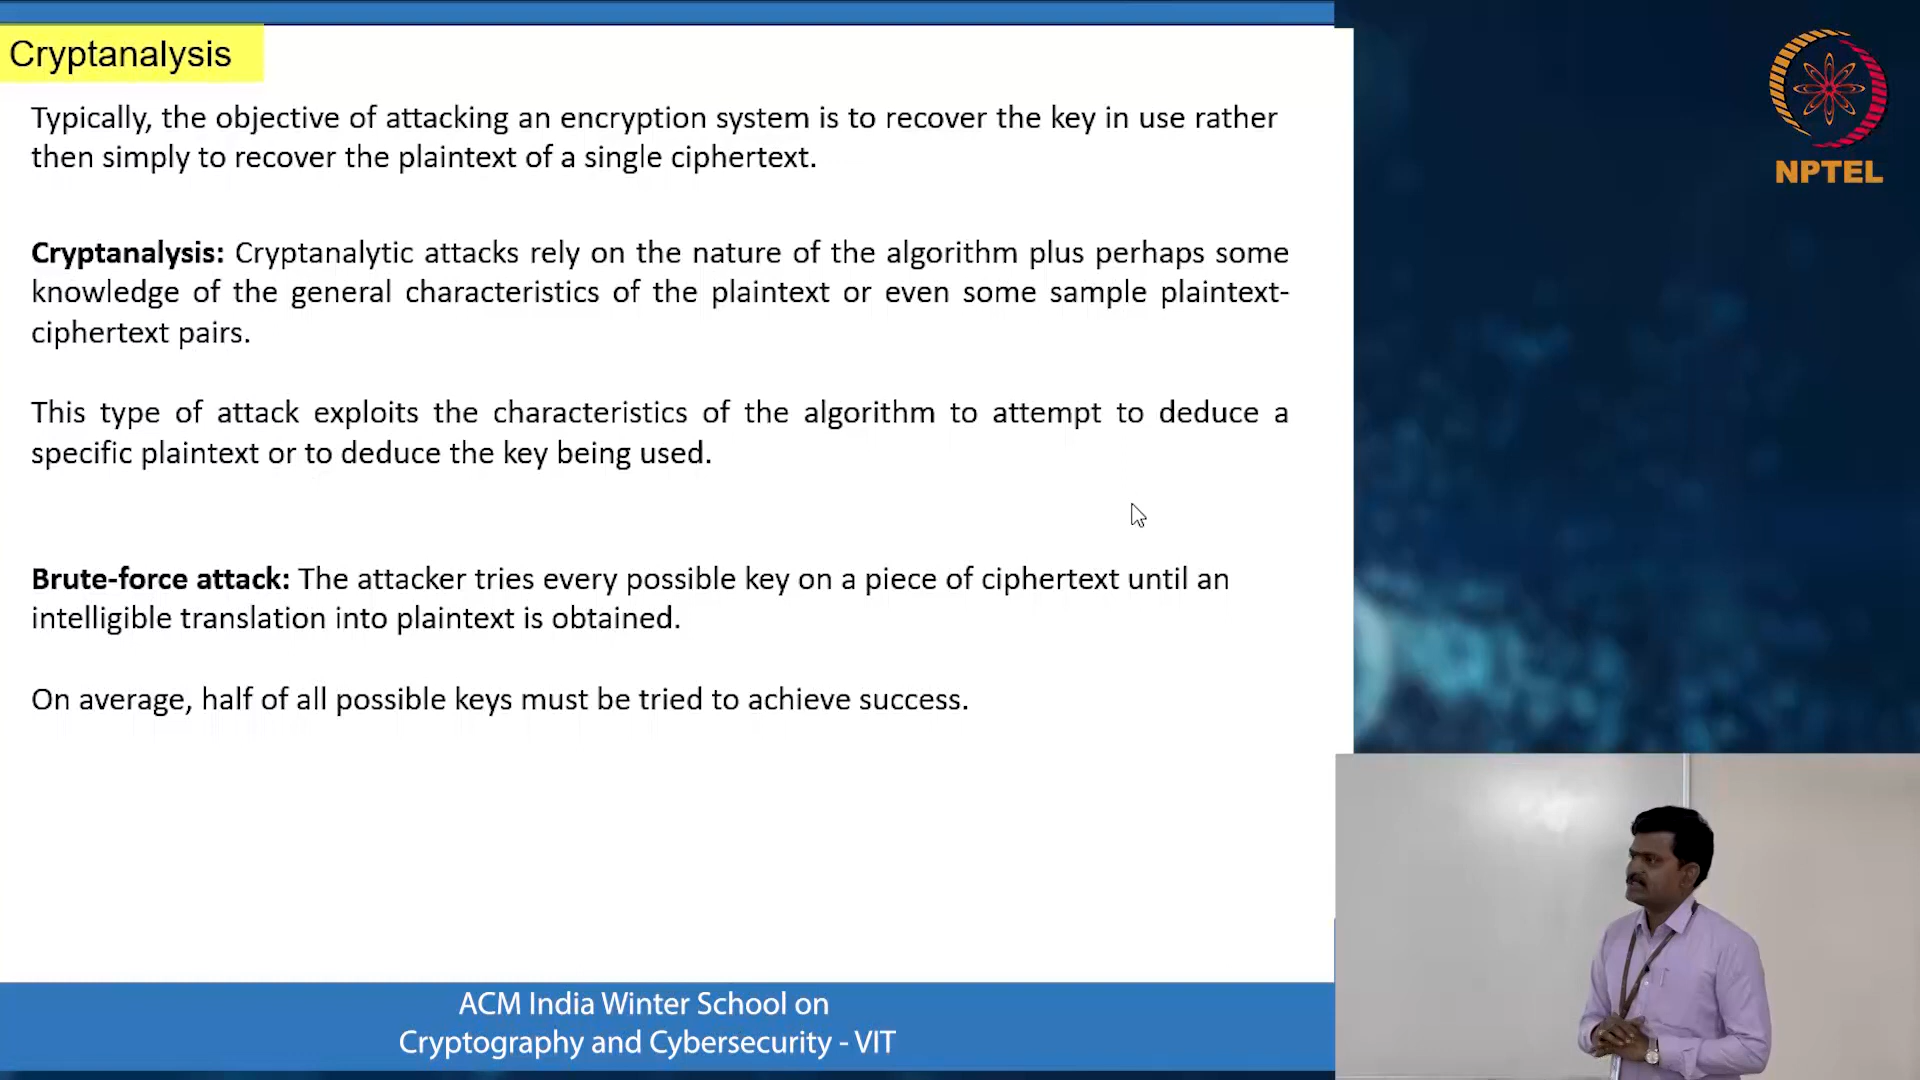 Cryptanalysis
Typically, the objective of attacking an encryption system is to recover the key in use rather
then simply to recover the plaintext of a single ciphertext.
Cryptanalysis: Cryptanalytic attacks rely on the nature of the algorithm plus perhaps some
knowledge of the general characteristics of the plaintext or even some sample plaintext-
ciphertext pairs.
This type of attack exploits the characteristics of the algorithm to attempt to deduce a
specific plaintext or to deduce the key being used.
Brute-force attack: The attacker tries every possible key on a piece of ciphertext until an
intelligible translation into plaintext is obtained.
On average, half of all possible keys must be tried to achieve success.
NPTEL
ACM India Winter School on
Cryptography and Cybersecurity - VIT